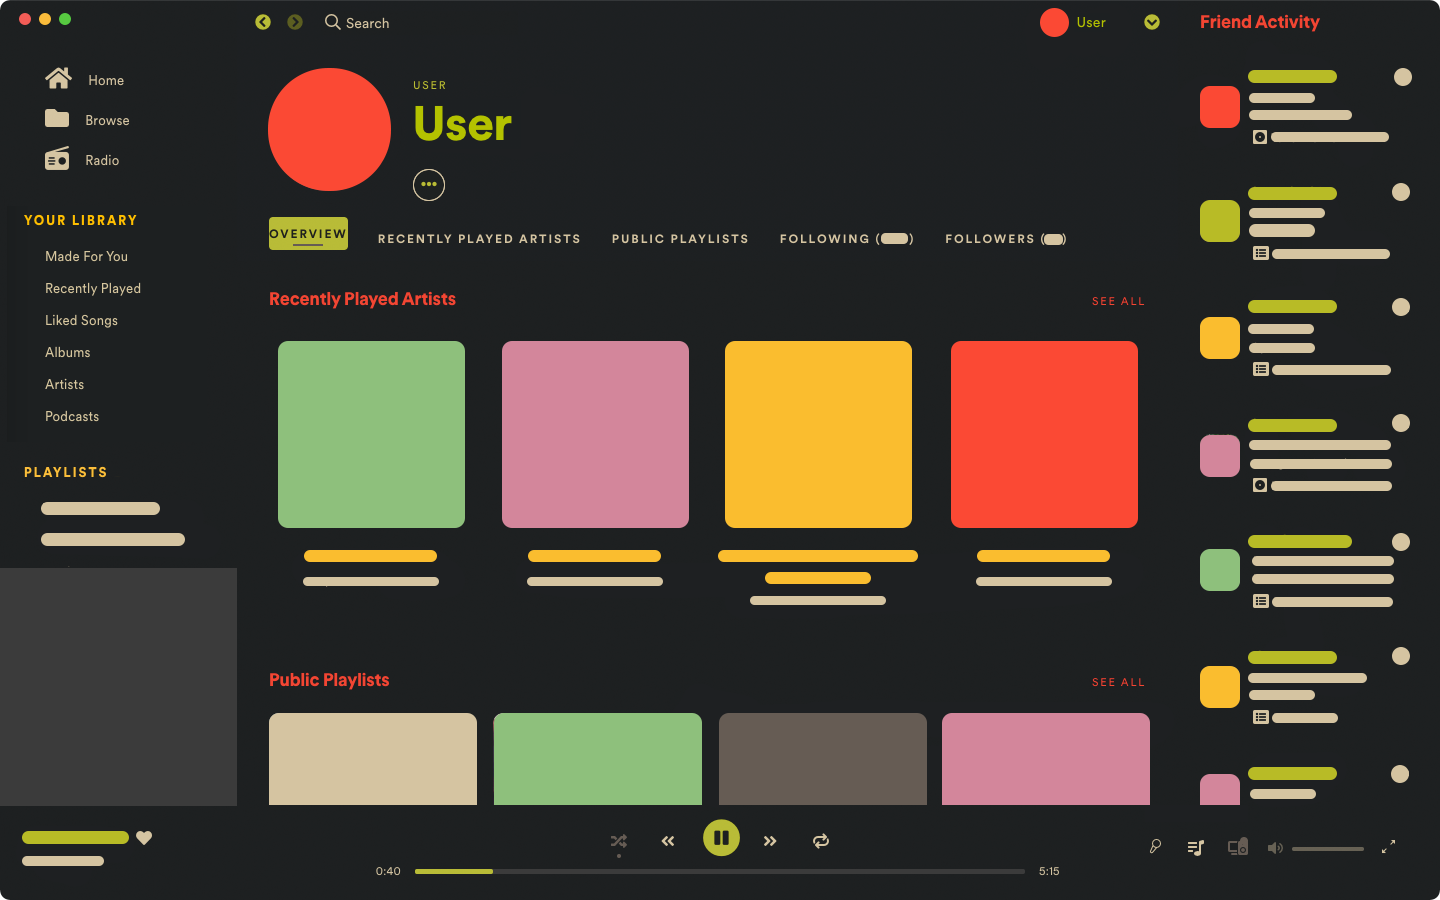 Search
User
Friend Activity
Home
Browse
Radio
YOUR LIBRARY
Made For You
Recently Played
Liked Songs
Albums
Artists
Podcasts
PLAYLISTS
USER
User
OVERVIEW
RECENTLY PLAYED ARTISTS
PUBLIC PLAYLISTS
FOLLOWING ( )
FOLLOWERS ( )
Recently Played Artists
SEE ALL
Public Playlists
SEE ALL
0:40
5:15